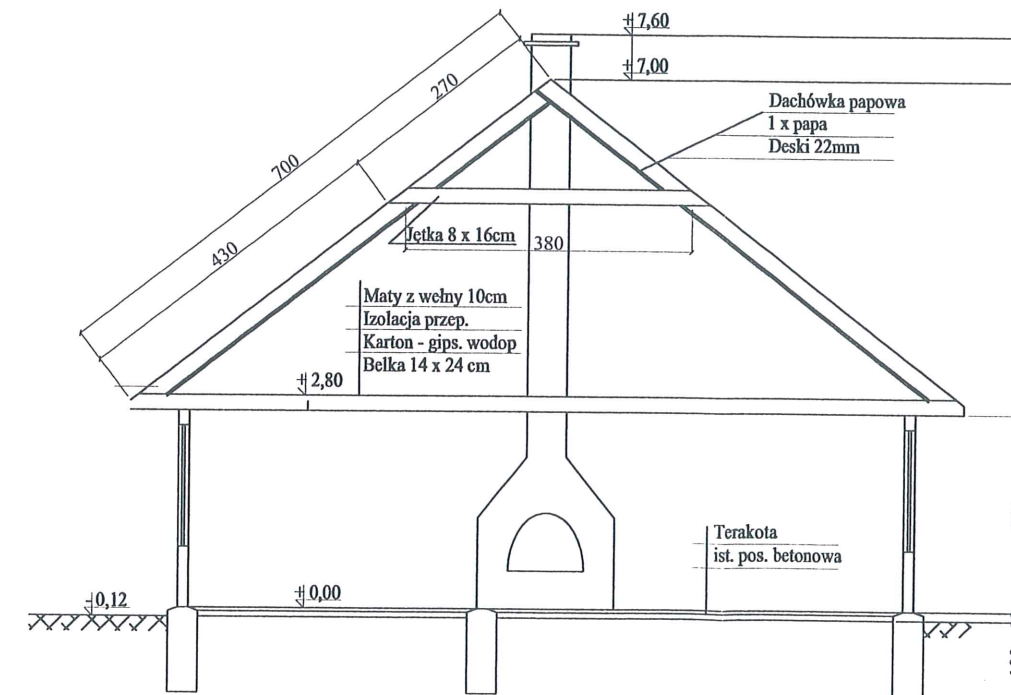 +7,60
+7,00
270
700
430
Dachówka papowa
1 x papa
Deski 22mm
Jętka 8 x 16cm
380
Maty z wełny 10cm
Izolacja przep.
Karton - gips. wodop
Belka 14 x 24 cm
+2,80
Terakota
ist. pos. betonowa
+0,00
-0,12